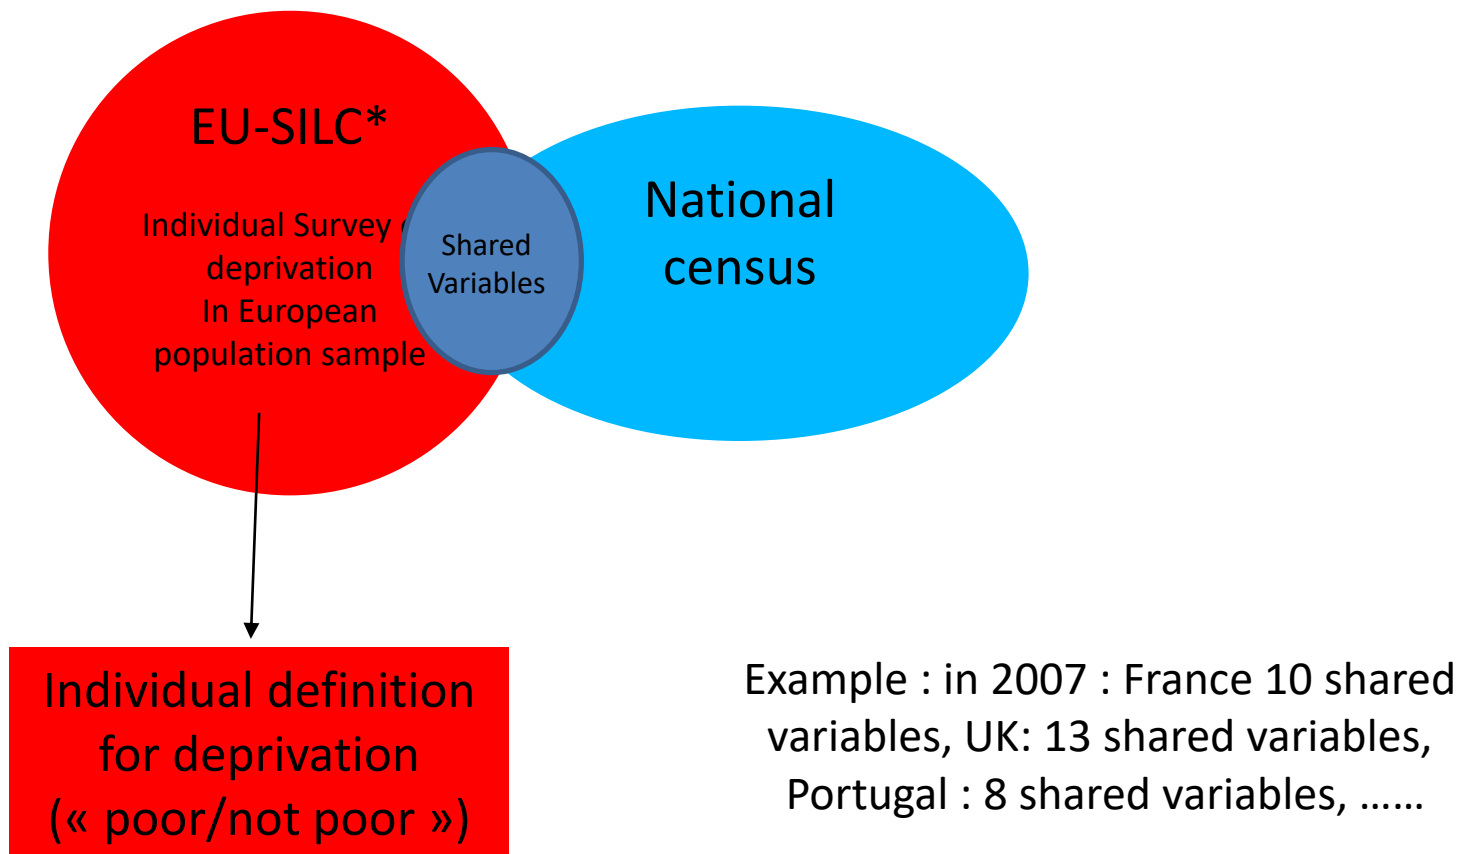 EU-SILC*
Individual Survey
deprivation
In European
population sample
Shared
Variables
National
census
Individual definition
for deprivation
(« poor/not poor »)
Example : in 2007 : France 10 shared
variables, UK: 13 shared variables,
Portugal : 8 shared variables, ......